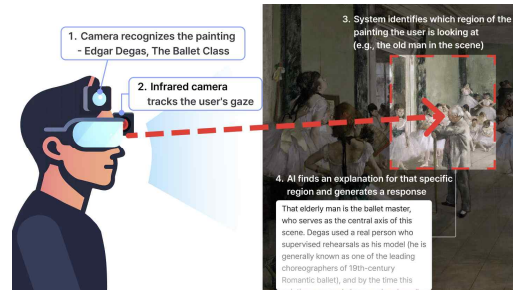 1. Camera recognizes the painting
- Edgar Degas, The Ballet Class
2. Infrared camera
tracks the user's gaze
3. System identifies which region of the
painting the user is looking at
(e.g., the old man in the scene)
4. AI finds an explanation for that specific
region and generates a response
That elderly man is the ballet master,
who serves as the central axis of this
scene. Degas used a real person who
supervised rehearsals as his model (he is
generally known as one of the leading
choreographers of 19th-century
Romantic ballet), and by the time this